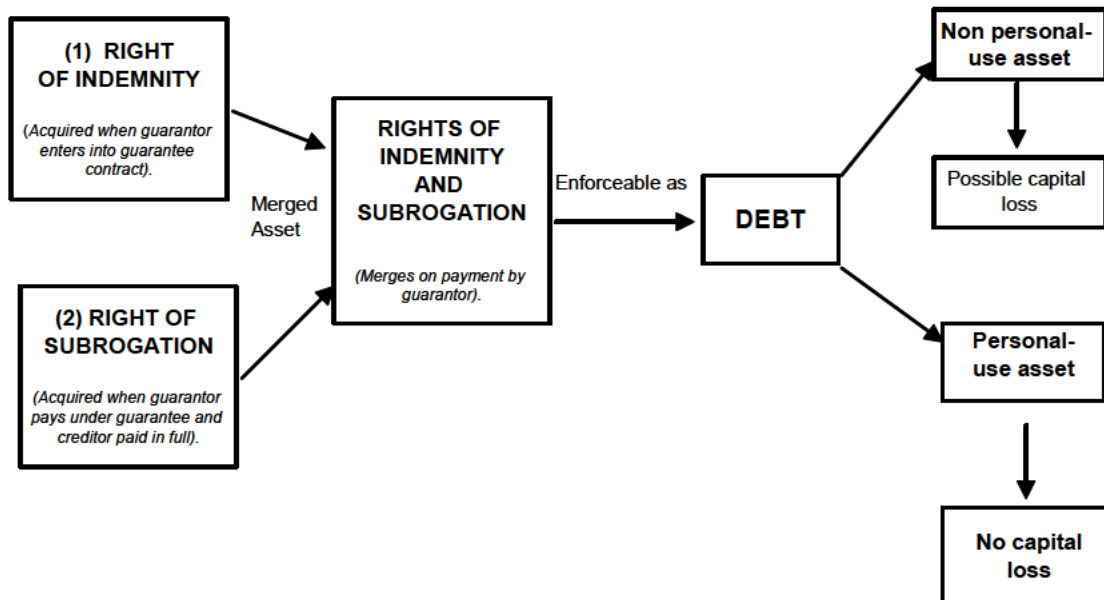 (1) RIGHT
OF INDEMNITY
(Acquired when guarantor
enters into guarantee
contract).
(2) RIGHT OF
SUBROGATION
(Acquired when guarantor
pays under guarantee and
creditor paid in full).
Merged
Asset
RIGHTS OF
INDEMNITY
AND
SUBROGATION
(Merges on payment by
guarantor).
Enforceable as
DEBT
Non personal-
use asset
Possible capital
loss
Personal-
use asset
No capital
loss